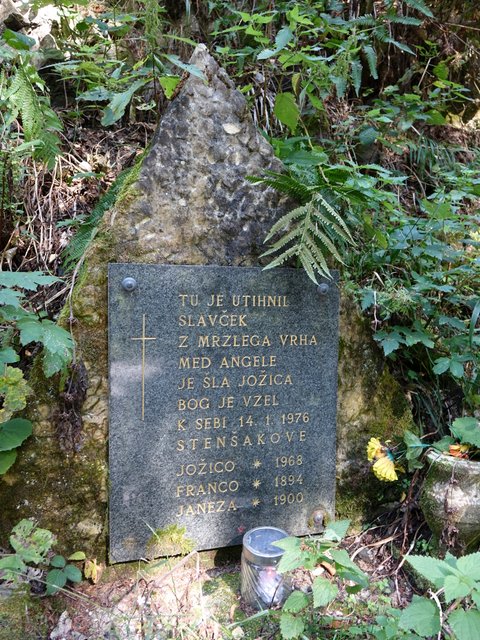 TU JE UTIHNIL
SLAVČEK
Z MRZLEGA VRHA
MED ANGELE
JE ŠLA JOŽICA
BOG JE VZEL
K SEBI 14. 1. 1976
STENŠAKOVE
JOŽICO * 1968
FRANCO * 1894
JANEZA * 1900